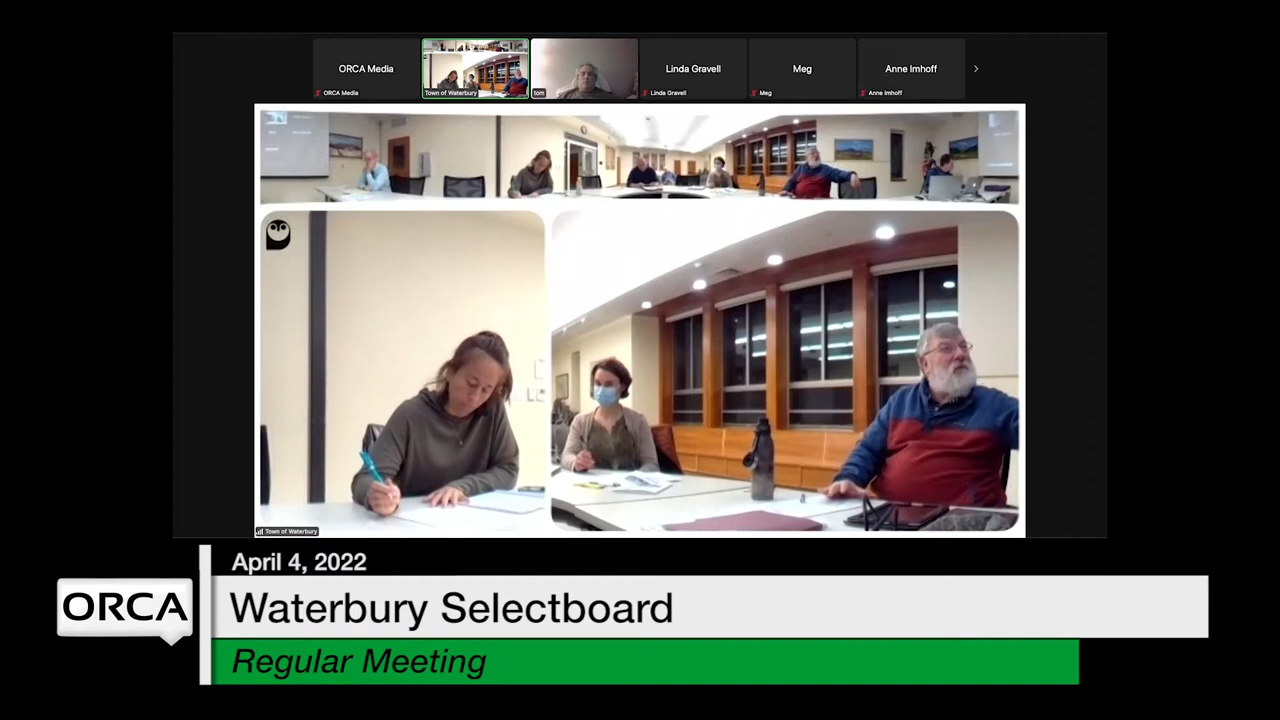 ORCA Media
Linda Gravell
Meg
Anne Imhoff
ORCA Media
Town of Waterbury
tom
Linda Gravell
Meg
Anne Imhoff
Town of Waterbury
April 4, 2022
ORCA
Waterbury Selectboard
Regular Meeting